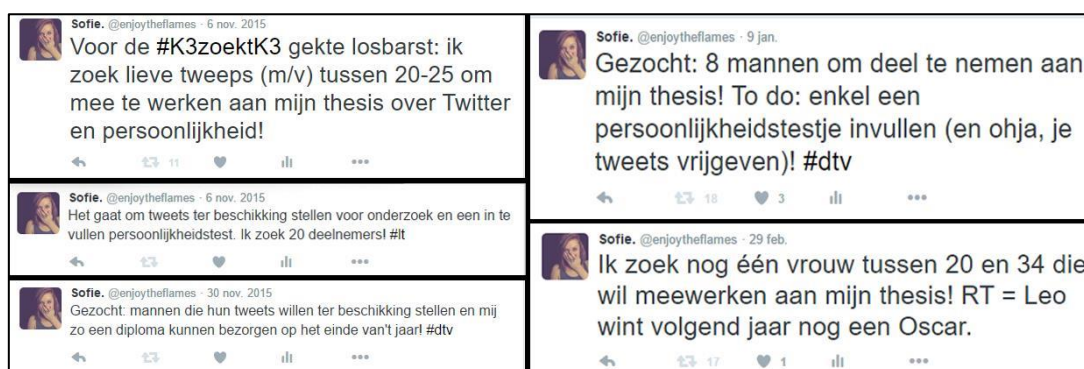 Sofie. @enjoytheflames · 6 nov. 2015
Voor de #K3zoektK3 gekte losbarst: ik
zoek lieve tweeps (m/v) tussen 20-25 om
mee te werken aan mijn thesis over Twitter
en persoonlijkheid!
11
Sofie. @enjoytheflames · 6 nov. 2015
Het gaat om tweets ter beschikking stellen voor onderzoek en een in te
vullen persoonlijkheidstest. Ik zoek 20 deelnemers! #lt
Sofie. @enjoytheflames · 30 nov. 2015
Gezocht: mannen die hun tweets willen ter beschikking stellen en mij
zo een diploma kunnen bezorgen op het einde van't jaar! #dtv
Sofie. @enjoytheflames · 9 jan.
Gezocht: 8 mannen om deel te nemen aan
mijn thesis! To do: enkel een
persoonlijkheidstestje invullen (en ohja, je
tweets vrijgeven)! #dtv
18 3
Sofie. @enjoytheflames · 29 feb.
Ik zoek nog één vrouw tussen 20 en 34 die
wil meewerken aan mijn thesis! RT = Leo
wint volgend jaar nog een Oscar.
17 1